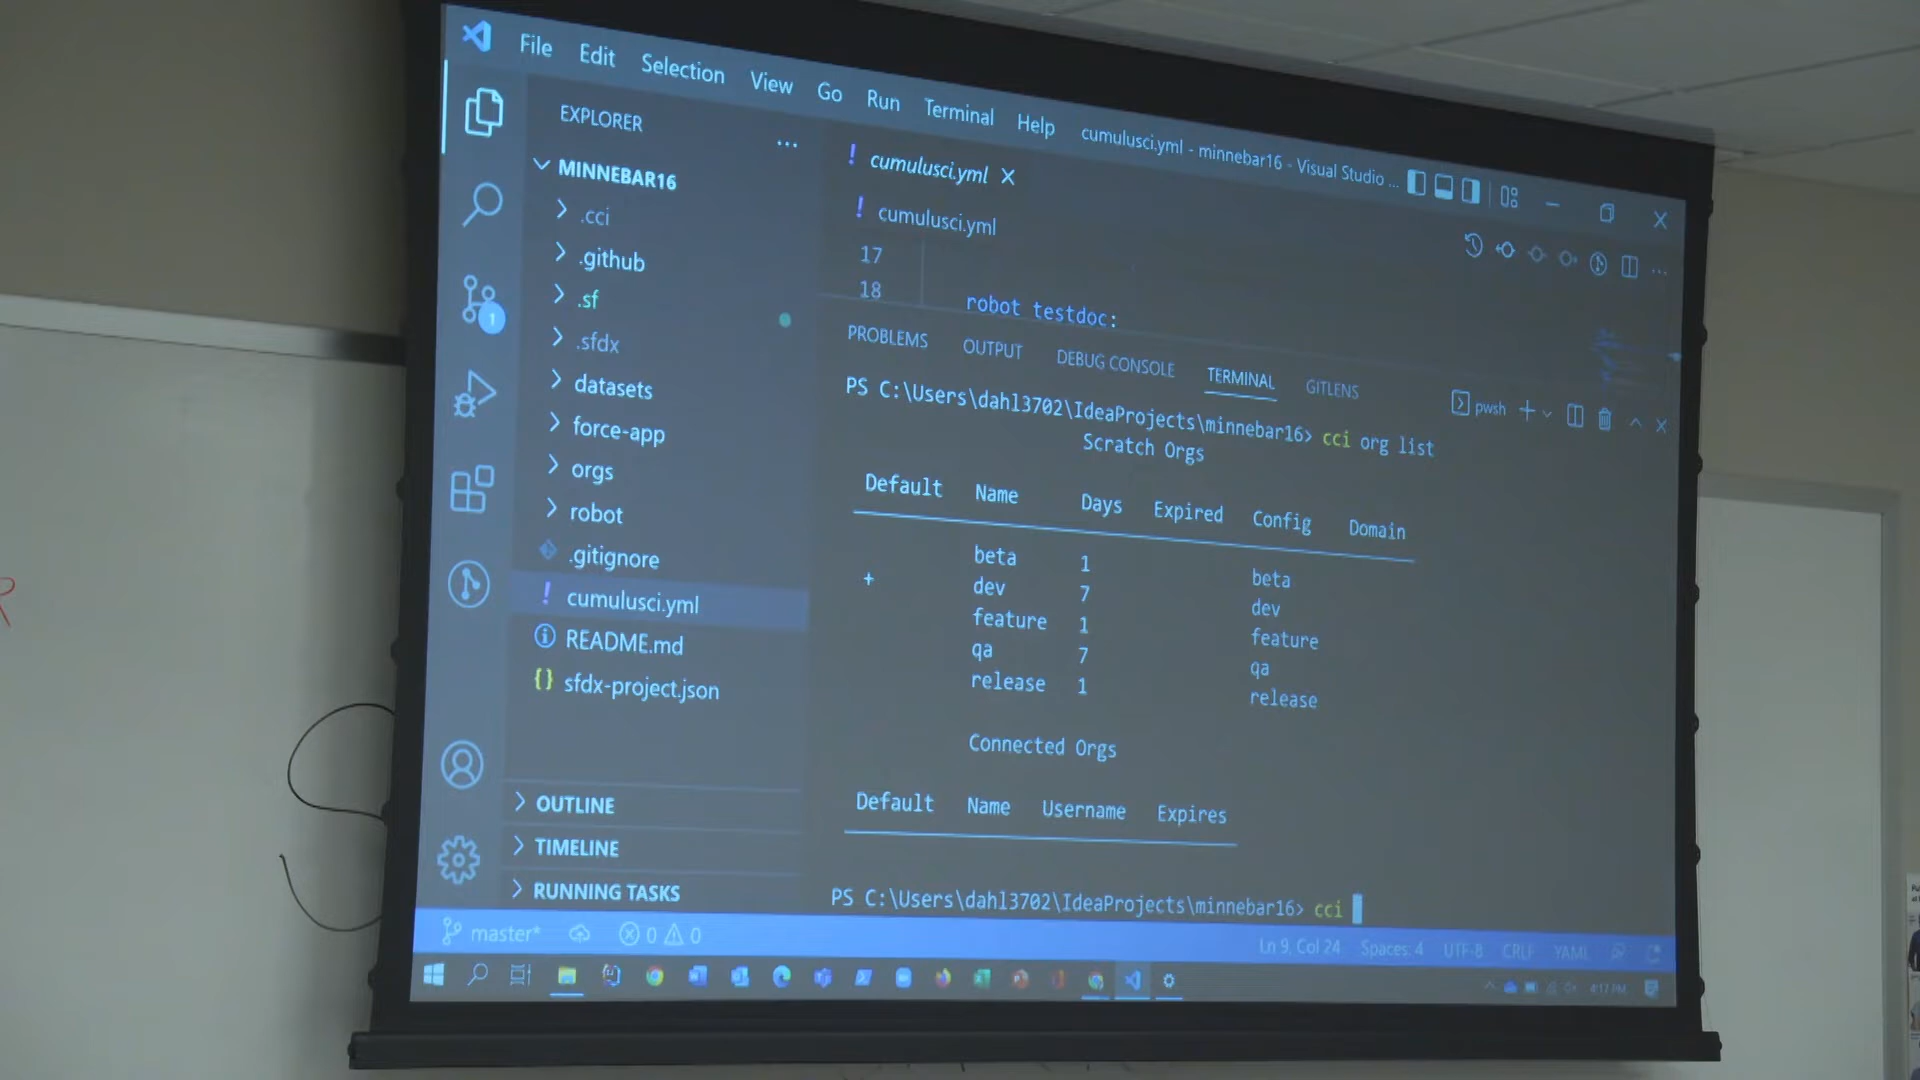 File Edit Selection View Go Run Terminal Help cumulusci.yml - minnebar16 - Visual Studio ...
EXPLORER ...
MINNEBAR16
.cci
.github
.sf
.sfdx
datasets
force-app
orgs
robot
.gitignore
! cumulusci.yml
README.md
{} sfdx-project.json
OUTLINE
TIMELINE
RUNNING TASKS
1
! cumulusci.yml
! cumulusci.yml
17
18 robot testdoc:
PROBLEMS OUTPUT DEBUG CONSOLE TERMINAL GITLENS
pwsh
PS C:\Users\dahl3702\IdeaProjects\minnebar16> cci org list
Scratch Orgs
Default Name Days Expired Config Domain
beta 1 beta
+ dev 7 dev
feature 1 feature
qa 7 qa
release 1 release
Connected Orgs
Default Name Username Expires
PS C:\Users\dahl3702\IdeaProjects\minnebar16> cci
master* 0 0 Ln 9, Col 24 Spaces: 4 UTF-8 CRLF YAML
4:17 PM
R